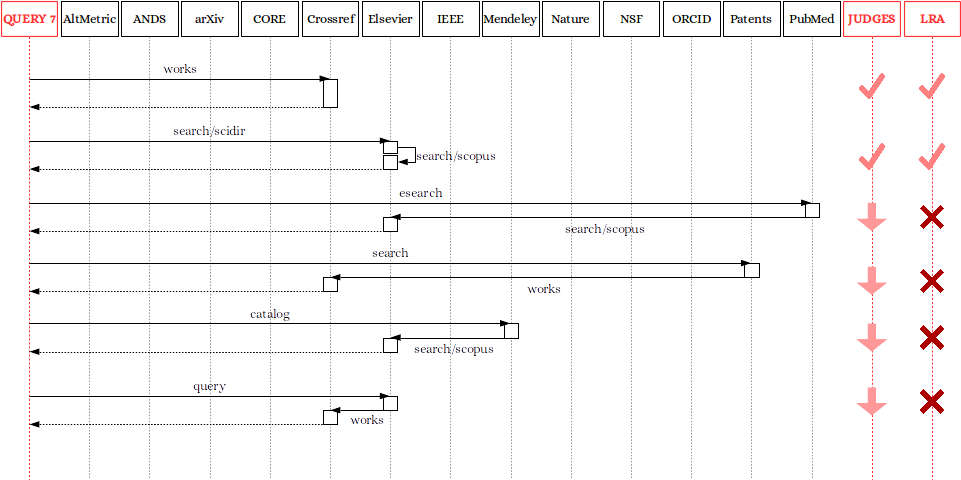 QUERY 7 AltMetric ANDS arXiv CORE Crossref Elsevier IEEE Mendeley Nature NSF ORCID Patents PubMed JUDGES LRA
works
search/scidir
search/scopus
esearch
search/scopus
search
works
catalog
search/scopus
query
works